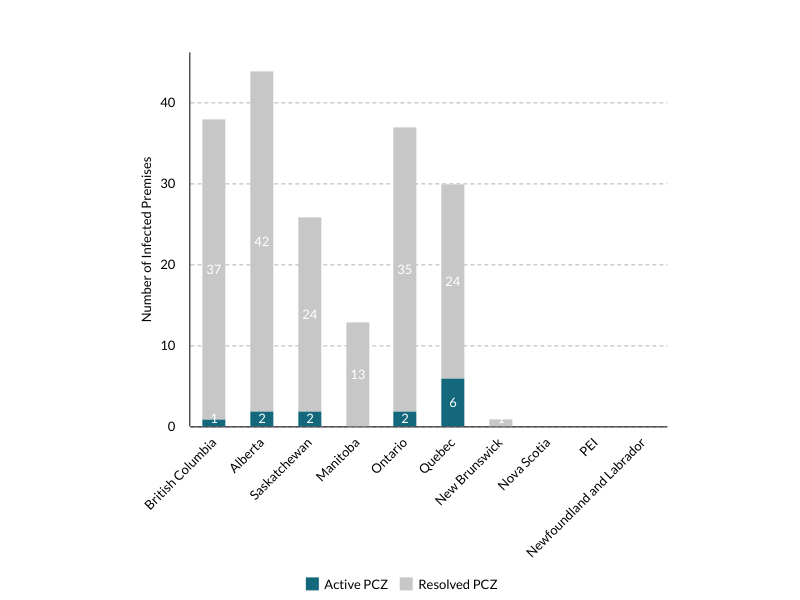 Number of Infected Premises
40
30
20
10
0
37
42
24
13
35
24
1
1
2
2
2
6
British Columbia
Alberta
Saskatchewan
Manitoba
Ontario
Quebec
New Brunswick
Nova Scotia
PEI
Newfoundland and Labrador
Active PCZ
Resolved PCZ